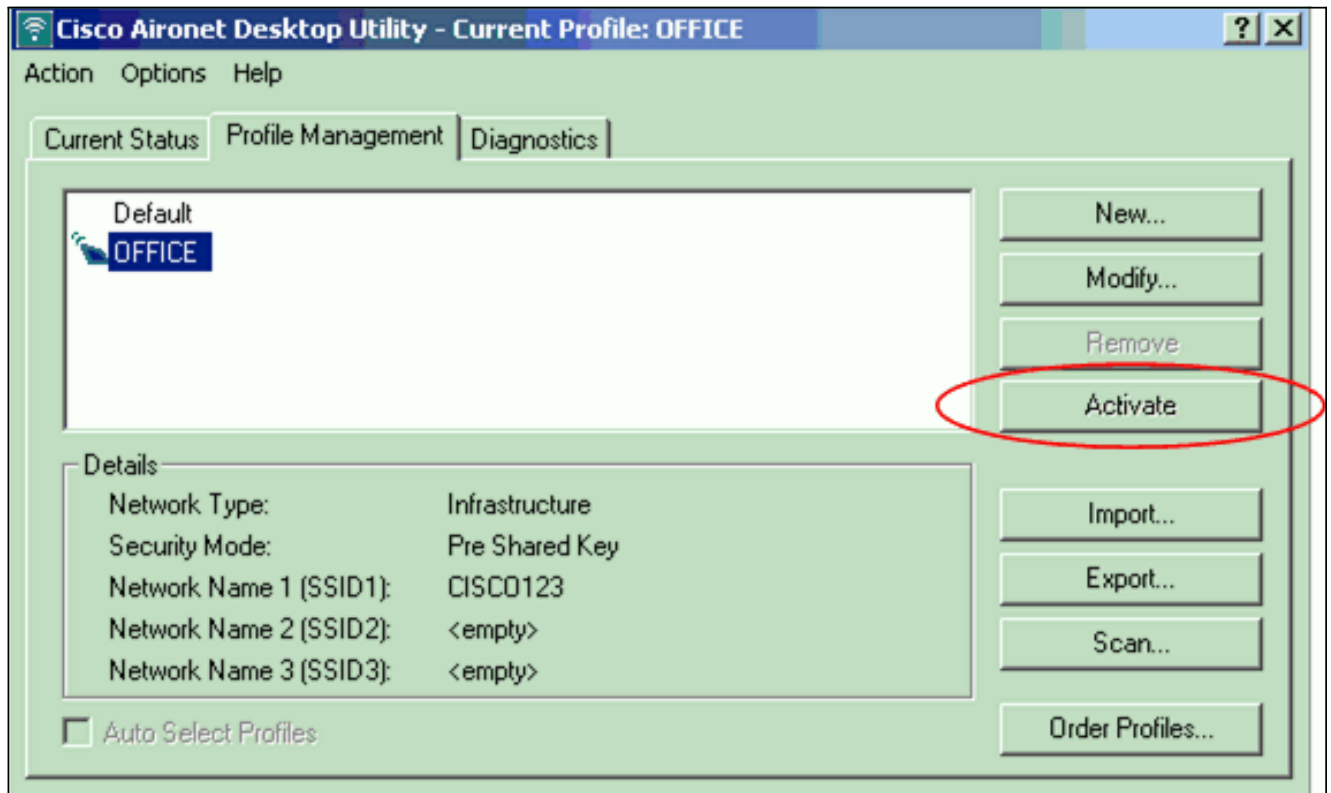 Cisco Aironet Desktop Utility - Current Profile: OFFICE
Action Options Help
Current Status Profile Management Diagnostics
Default
OFFICE
New...
Modify...
Remove
Activate
Details
Network Type: Infrastructure
Security Mode: Pre Shared Key
Network Name 1 (SSID1): CISCO123
Network Name 2 (SSID2): <empty>
Network Name 3 (SSID3): <empty>
Import...
Export...
Scan...
Auto Select Profiles
Order Profiles...